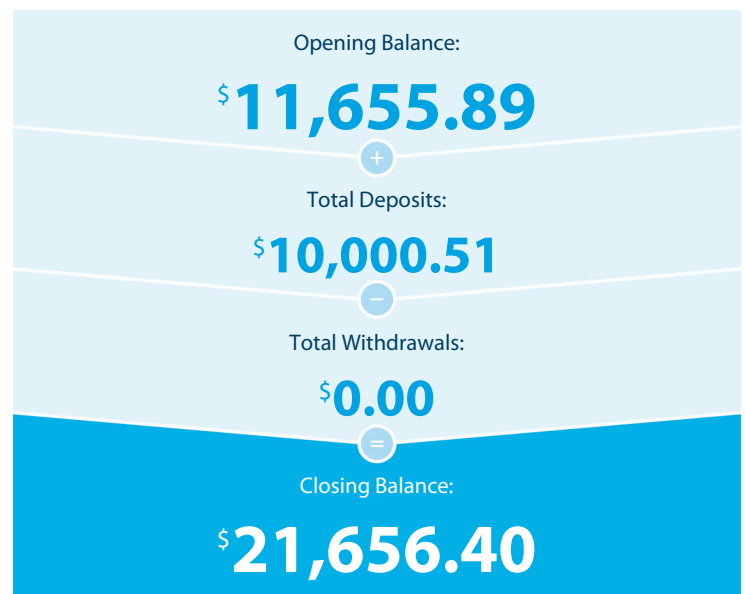 Opening Balance:
$11,655.89
+
Total Deposits:
$10,000.51
−
Total Withdrawals:
$0.00
=
Closing Balance:
$21,656.40